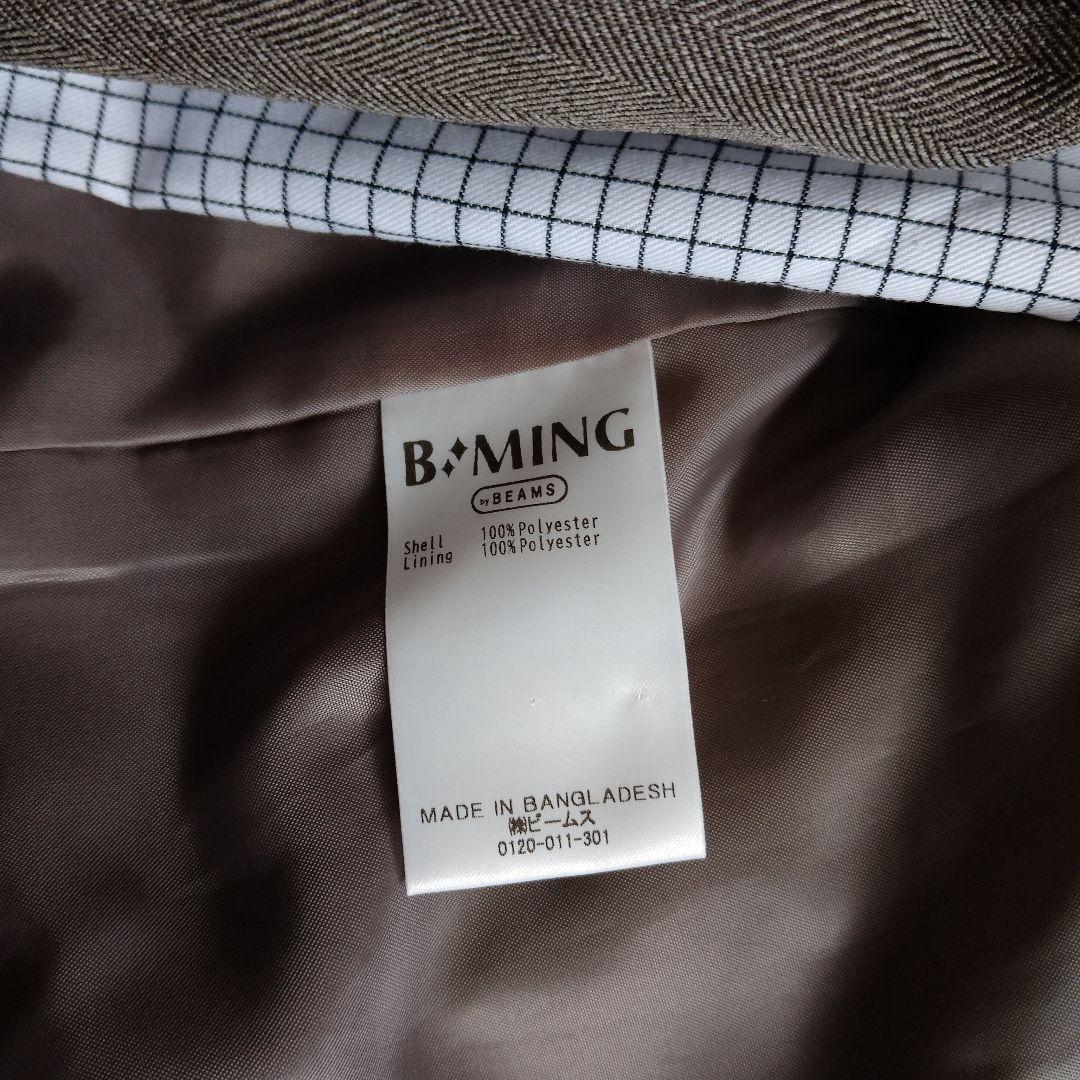 B:MING
by BEAMS
Shell 100%Polyester
Lining 100%Polyester
MADE IN BANGLADESH
㈱ビームス
0120-011-301